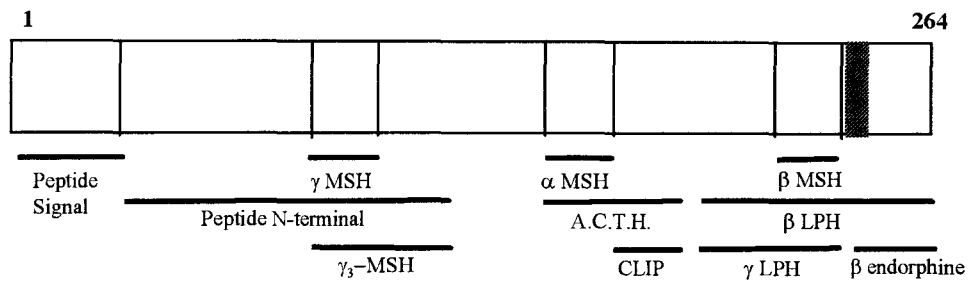 1
264
Peptide
Signal
γ MSH
α MSH
β MSH
Peptide N-terminal
A.C.T.H.
β LPH
γ₃–MSH
CLIP
γ LPH
β endorphine